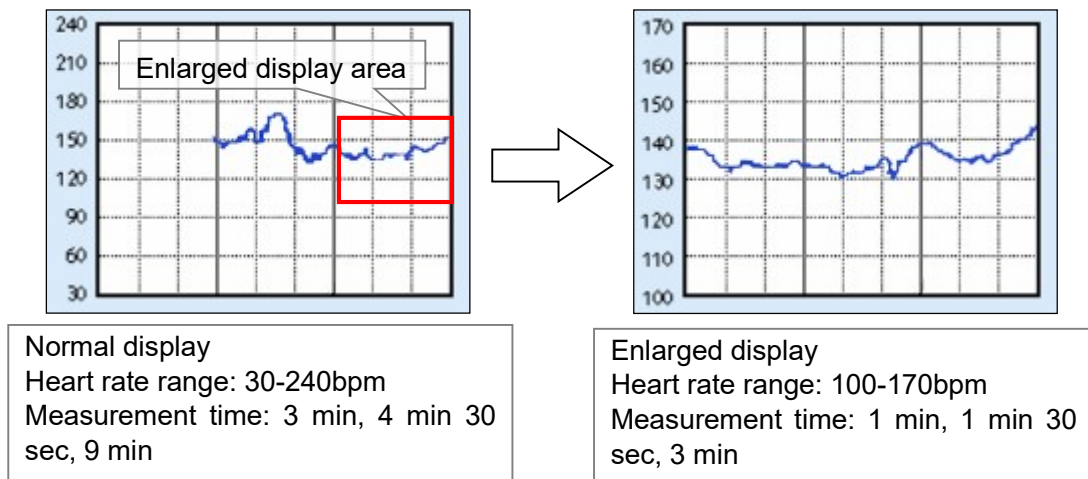 240
210
180
150
120
90
60
30
Enlarged display area
170
160
150
140
130
120
110
100
Normal display
Heart rate range: 30-240bpm
Measurement time: 3 min, 4 min 30
sec, 9 min
Enlarged display
Heart rate range: 100-170bpm
Measurement time: 1 min, 1 min 30
sec, 3 min